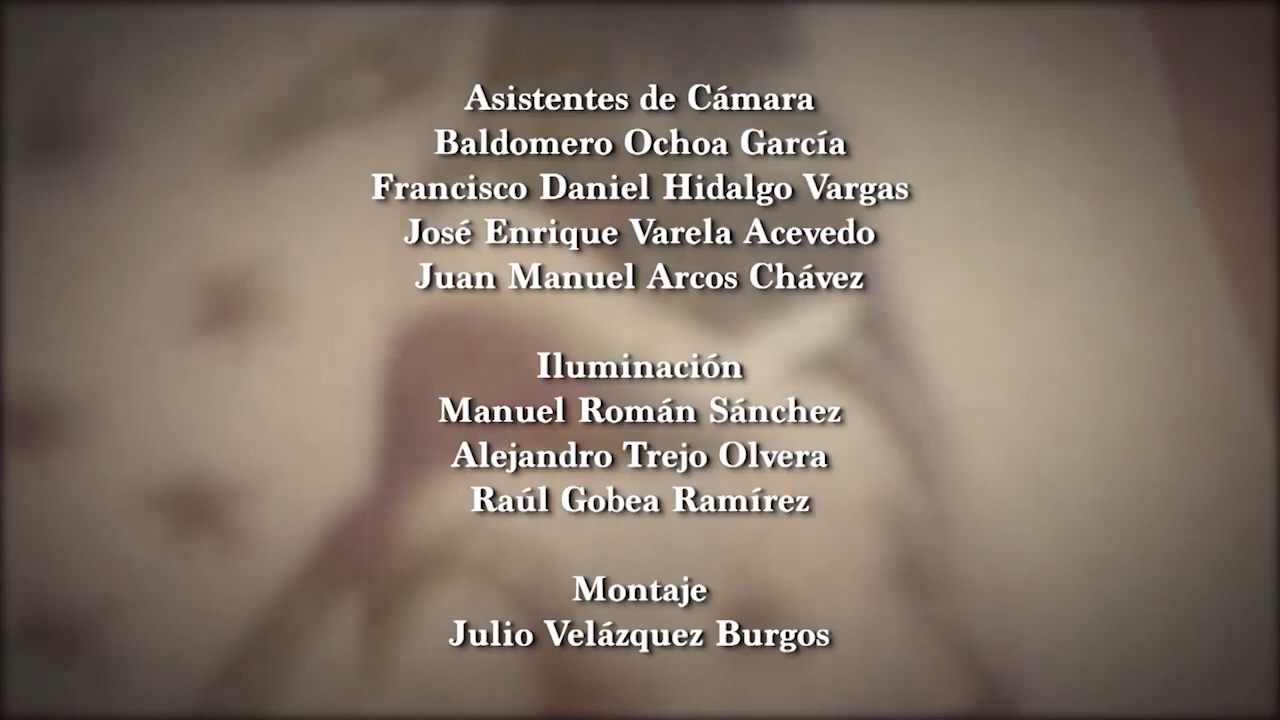 Asistentes de Cámara
Baldomero Ochoa García
Francisco Daniel Hidalgo Vargas
José Enrique Varela Acevedo
Juan Manuel Arcos Chávez
Iluminación
Manuel Román Sánchez
Alejandro Trejo Olvera
Raúl Gobea Ramírez
Montaje
Julio Velázquez Burgos